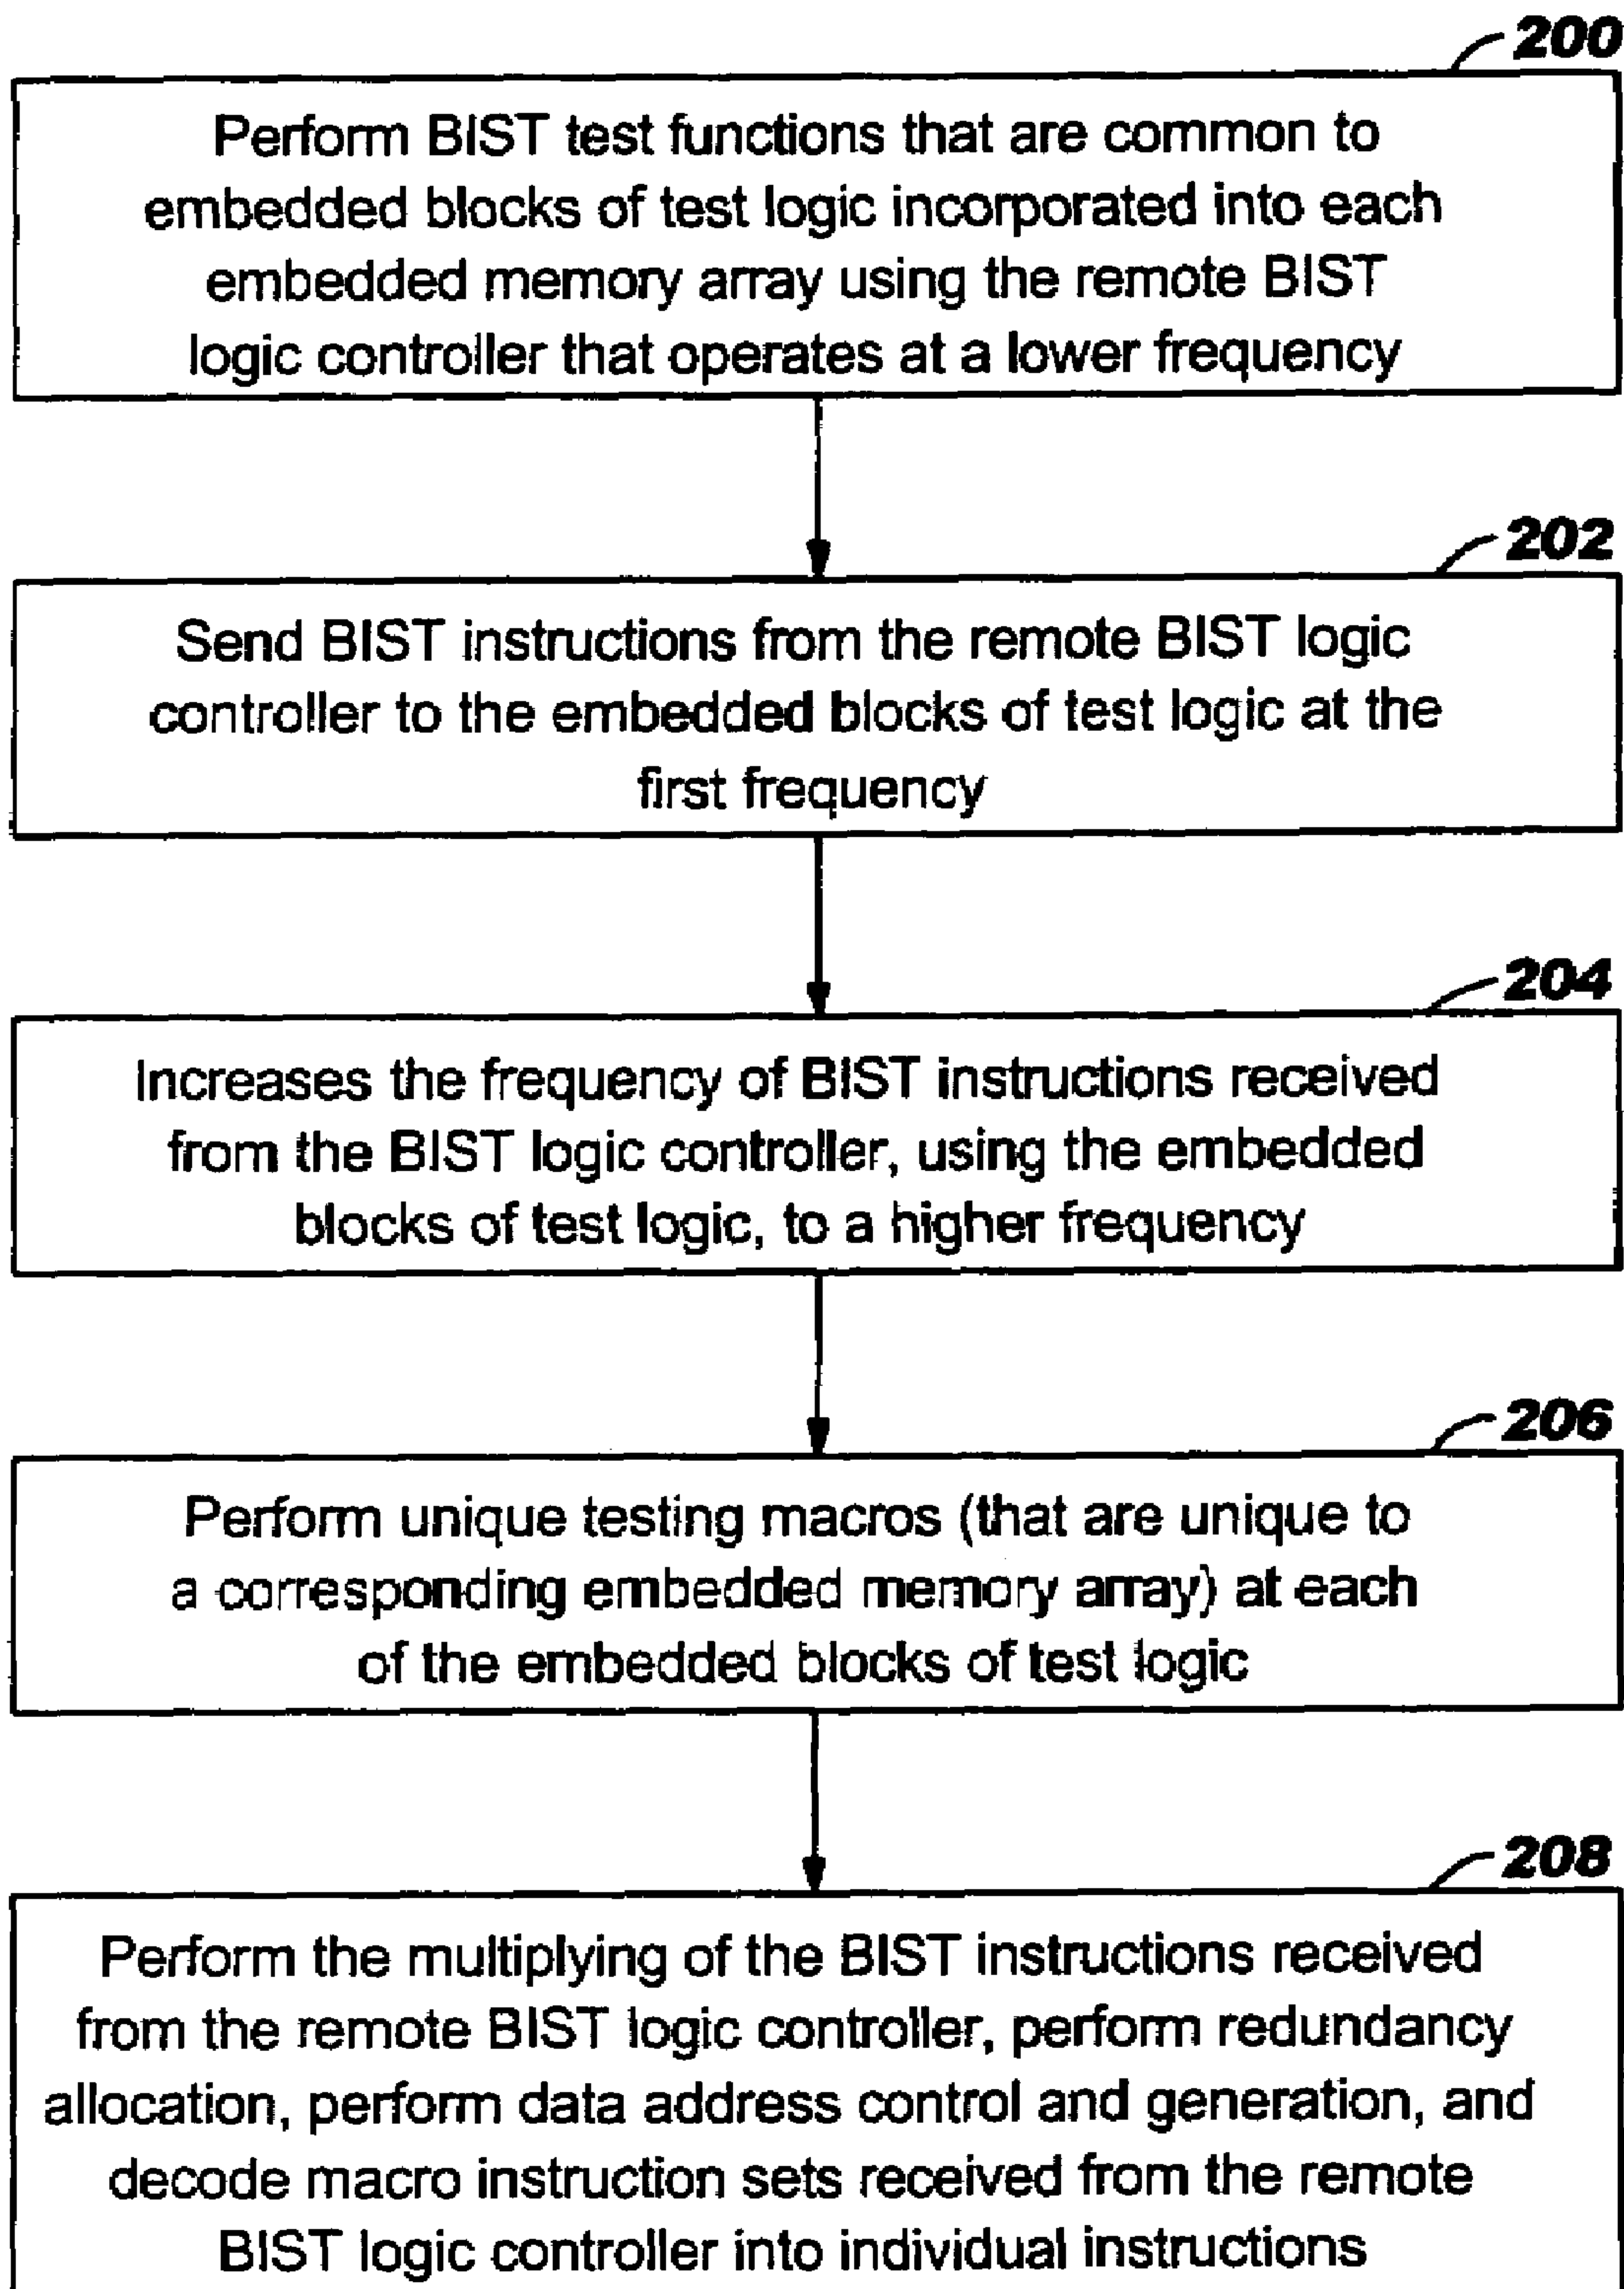 200
Perform BIST test functions that are common to
embedded blocks of test logic incorporated into each
embedded memory array using the remote BIST
logic controller that operates at a lower frequency
202
Send BIST instructions from the remote BIST logic
controller to the embedded blocks of test logic at the
first frequency
204
Increases the frequency of BIST instructions received
from the BIST logic controller, using the embedded
blocks of test logic, to a higher frequency
206
Perform unique testing macros (that are unique to
a corresponding embedded memory array) at each
of the embedded blocks of test logic
208
Perform the multiplying of the BIST instructions received
from the remote BIST logic controller, perform redundancy
allocation, perform data address control and generation, and
decode macro instruction sets received from the remote
BIST logic controller into individual instructions